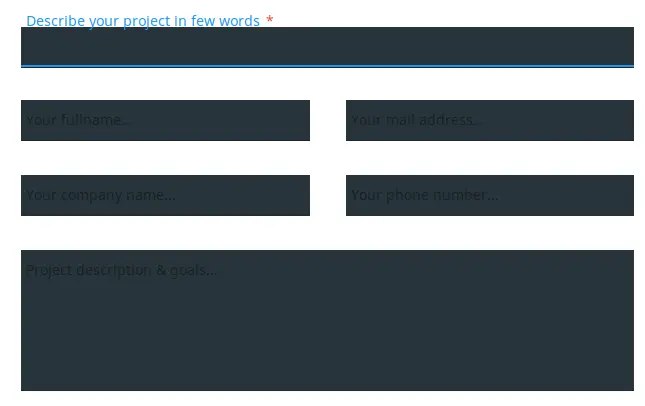 Describe your project in few words *
Your fullname...
Your mail address...
Your company name...
Your phone number...
Project description & goals...